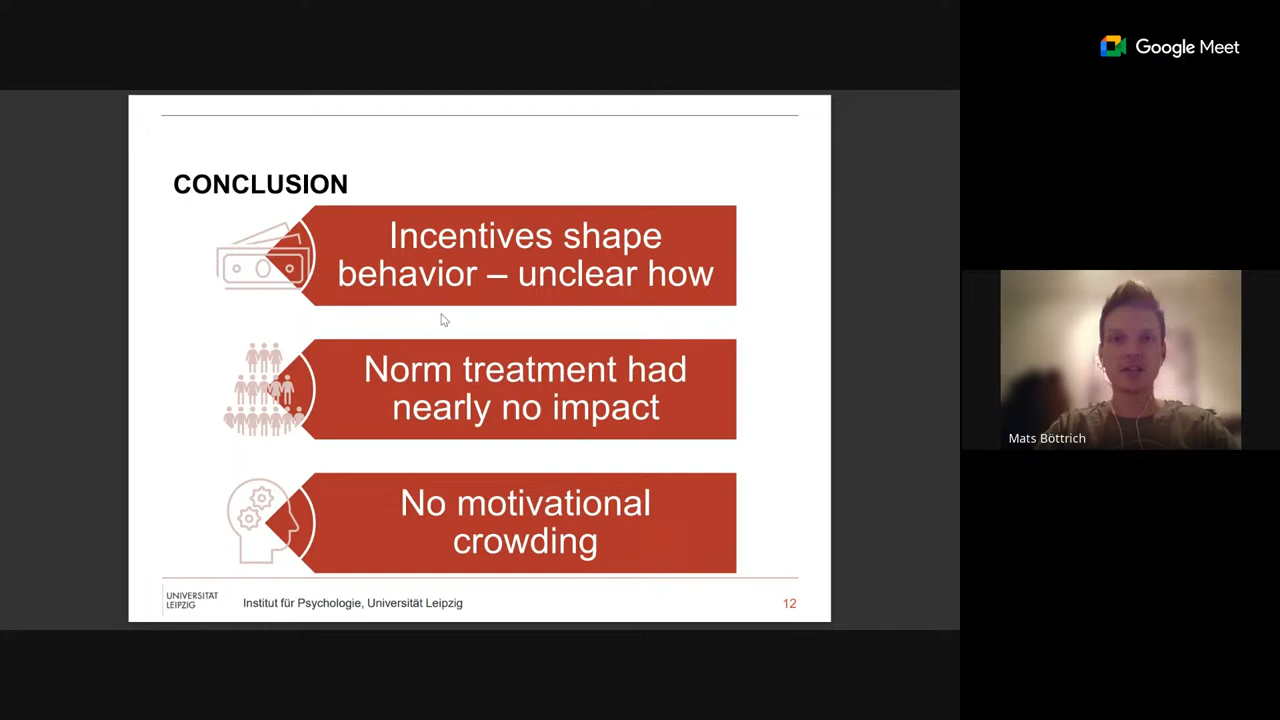 Google Meet
CONCLUSION
Incentives shape
behavior – unclear how
Norm treatment had
nearly no impact
No motivational
crowding
UNIVERSITÄT
LEIPZIG
Institut für Psychologie, Universität Leipzig
12
Mats Böttrich